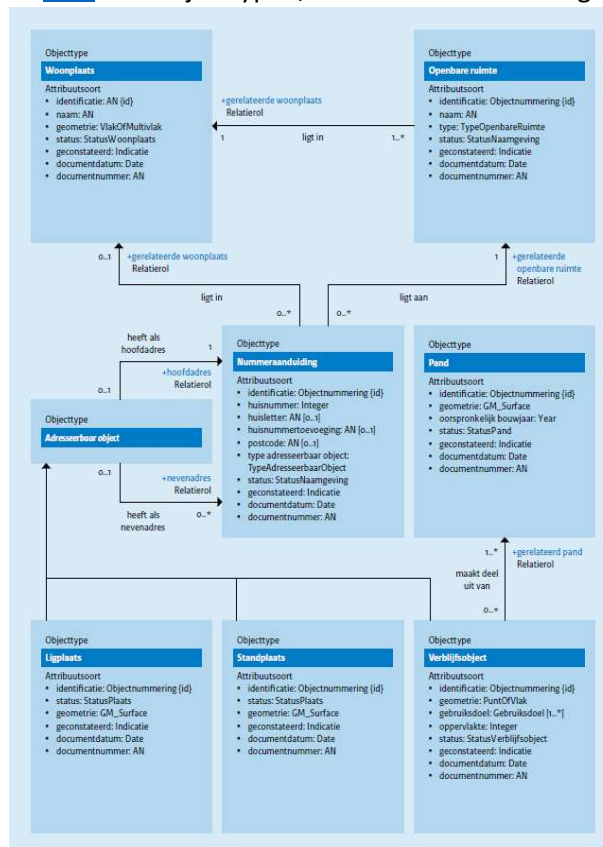 Objecttype
Woonplaats
Attribuutsoort
• identificatie: AN {id}
• naam: AN
• geometrie: VlakOfMultivlak
• status: StatusWoonplaats
• geconstateerd: Indicatie
• documentdatum: Date
• documentnummer: AN
+gerelateerde woonplaats
Relatierol
1
ligt in
1..*
Objecttype
Openbare ruimte
Attribuutsoort
• identificatie: Objectnummering {id}
• naam: AN
• type: TypeOpenbareRuimte
• status: StatusNaamgeving
• geconstateerd: Indicatie
• documentdatum: Date
• documentnummer: AN
0..1
+gerelateerde woonplaats
Relatierol
ligt in
0..*
1
+gerelateerde
openbare ruimte
Relatierol
ligt aan
0..*
heeft als
hoofdadres
1
0..1
+hoofdadres
Relatierol
Objecttype
Adresseerbaar object
0..1
+nevenadres
Relatierol
heeft als
nevenadres
0..*
Objecttype
Nummeraanduiding
Attribuutsoort
• identificatie: Objectnummering {id}
• huisnummer: Integer
• huisletter: AN [0..1]
• huisnummertoevoeging: AN [0..1]
• postcode: AN [0..1]
• type adresseerbaar object:
TypeAdresseerbaarObject
• status: StatusNaamgeving
• geconstateerd: Indicatie
• documentdatum: Date
• documentnummer: AN
Objecttype
Pand
Attribuutsoort
• identificatie: Objectnummering {id}
• geometrie: GM_Surface
• oorspronkelijk bouwjaar: Year
• status: StatusPand
• geconstateerd: Indicatie
• documentdatum: Date
• documentnummer: AN
1..*
+gerelateerd pand
Relatierol
maakt deel
uit van
0..*
Objecttype
Ligplaats
Attribuutsoort
• identificatie: Objectnummering {id}
• status: StatusPlaats
• geometrie: GM_Surface
• geconstateerd: Indicatie
• documentdatum: Date
• documentnummer: AN
Objecttype
Standplaats
Attribuutsoort
• identificatie: Objectnummering {id}
• status: StatusPlaats
• geometrie: GM_Surface
• geconstateerd: Indicatie
• documentdatum: Date
• documentnummer: AN
Objecttype
Verblijfsobject
Attribuutsoort
• identificatie: Objectnummering {id}
• geometrie: PuntOfVlak
• gebruiksdoel: Gebruiksdoel [1..*]
• oppervlakte: Integer
• status: StatusVerblijfsobject
• geconstateerd: Indicatie
• documentdatum: Date
• documentnummer: AN